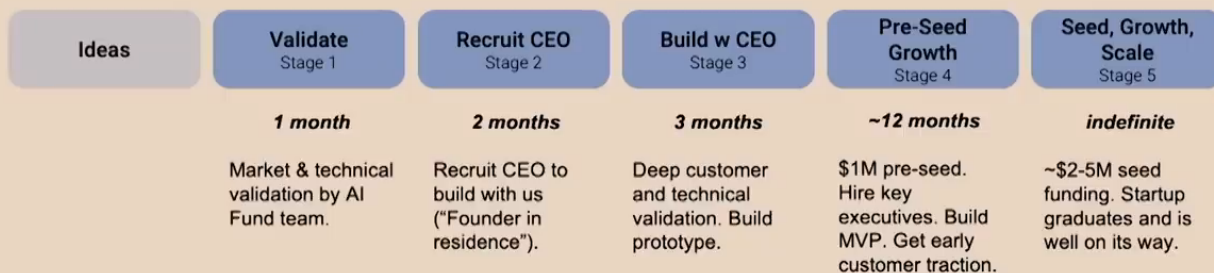 Ideas
Validate
Stage 1
Recruit CEO
Stage 2
Build w CEO
Stage 3
Pre-Seed
Growth
Stage 4
Seed, Growth,
Scale
Stage 5
1 month
2 months
3 months
~12 months
indefinite
Market & technical
validation by AI
Fund team.
Recruit CEO to
build with us
(“Founder in
residence”).
Deep customer
and technical
validation. Build
prototype.
$1M pre-seed.
Hire key
executives. Build
MVP. Get early
customer traction.
~$2-5M seed
funding. Startup
graduates and is
well on its way.